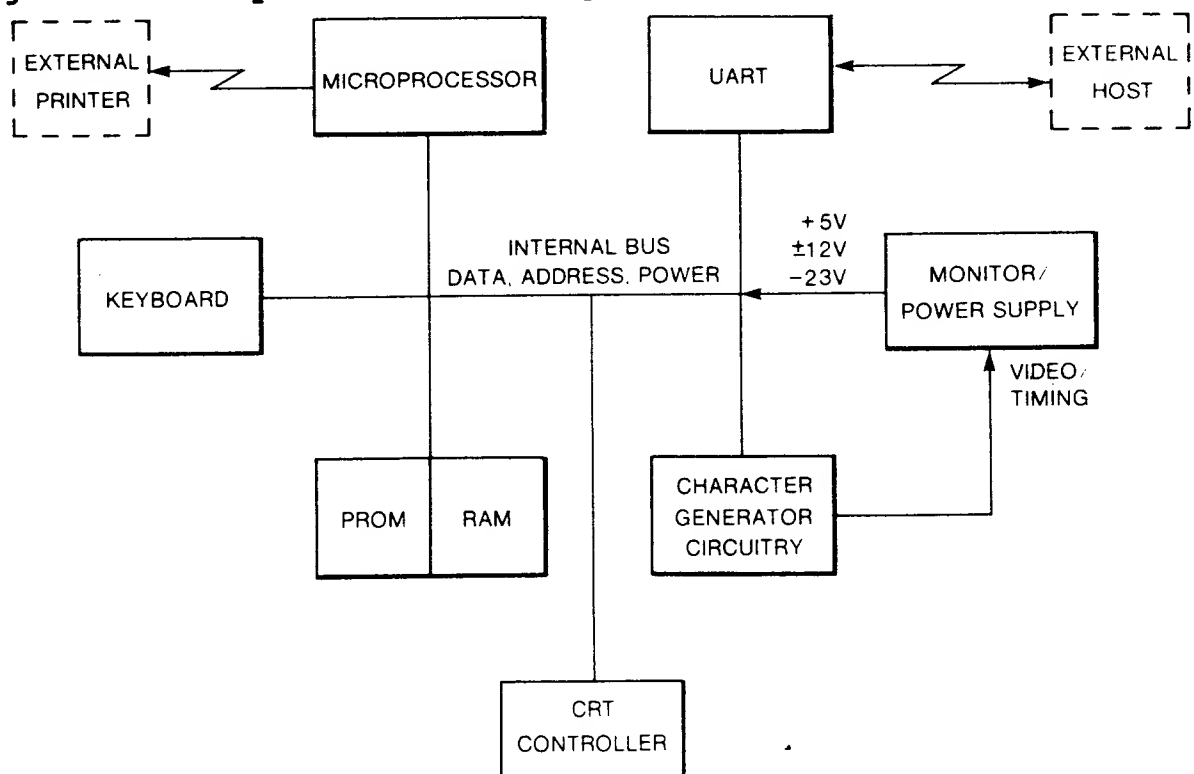 EXTERNAL
PRINTER
MICROPROCESSOR
UART
EXTERNAL
HOST
KEYBOARD
INTERNAL BUS
DATA, ADDRESS, POWER
+5V
±12V
−23V
MONITOR/
POWER SUPPLY
VIDEO/
TIMING
PROM
RAM
CHARACTER
GENERATOR
CIRCUITRY
CRT
CONTROLLER